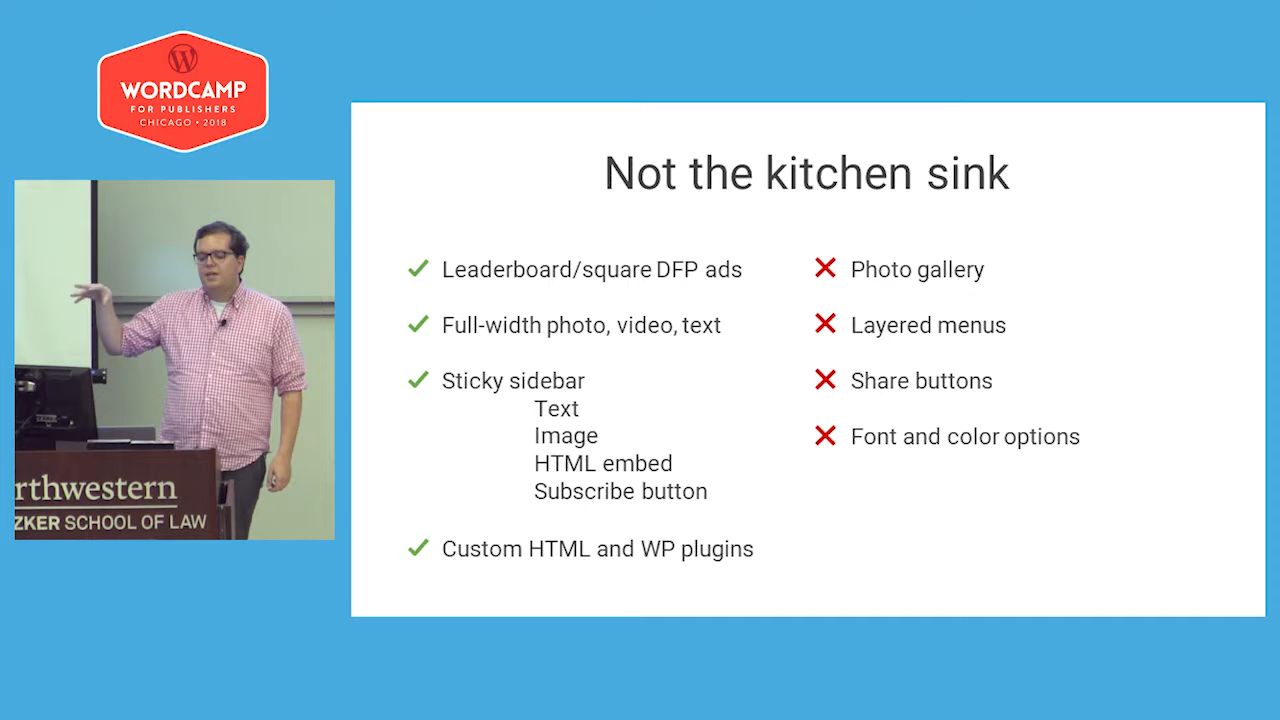 WORDCAMP
FOR PUBLISHERS
CHICAGO • 2018
Not the kitchen sink
Leaderboard/square DFP ads
Full-width photo, video, text
Sticky sidebar
Text
Image
HTML embed
Subscribe button
Custom HTML and WP plugins
Photo gallery
Layered menus
Share buttons
Font and color options
rthwestern
ZKER SCHOOL OF LAW